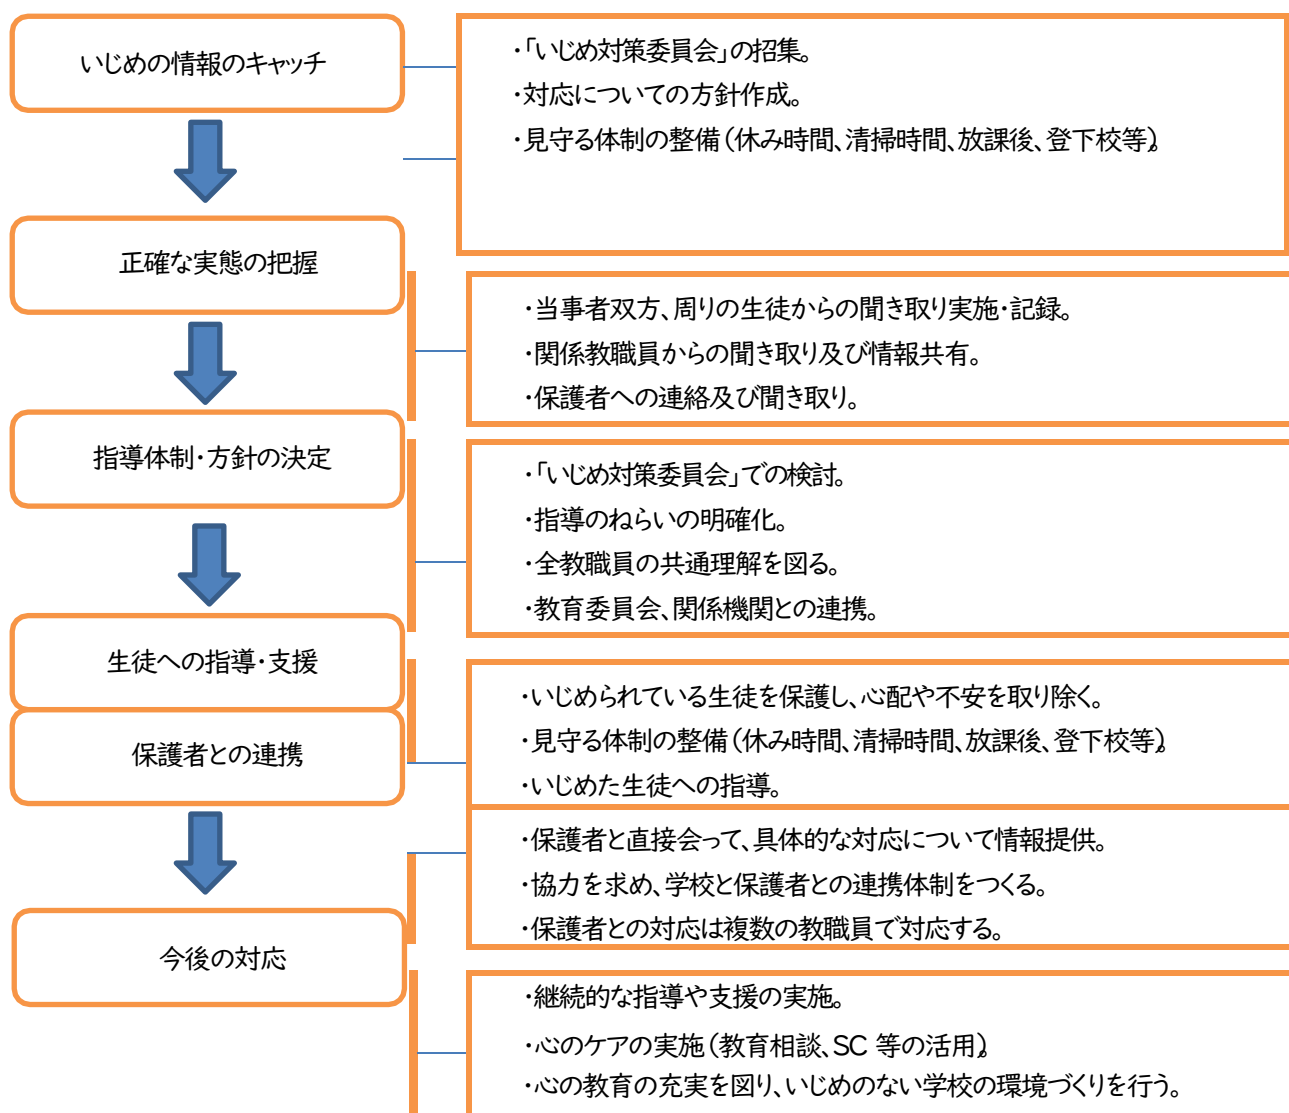 いじめの情報のキャッチ
・「いじめ対策委員会」の招集。
・対応についての方針作成。
・見守る体制の整備(休み時間、清掃時間、放課後、登下校等)。
正確な実態の把握
・当事者双方、周りの生徒からの聞き取り実施・記録。
・関係教職員からの聞き取り及び情報共有。
・保護者への連絡及び聞き取り。
指導体制・方針の決定
・「いじめ対策委員会」での検討。
・指導のねらいの明確化。
・全教職員の共通理解を図る。
・教育委員会、関係機関との連携。
生徒への指導・支援
・いじめられている生徒を保護し、心配や不安を取り除く。
・見守る体制の整備(休み時間、清掃時間、放課後、登下校等)。
・いじめた生徒への指導。
保護者との連携
・保護者と直接会って、具体的な対応について情報提供。
・協力を求め、学校と保護者との連携体制をつくる。
・保護者との対応は複数の教職員で対応する。
今後の対応
・継続的な指導や支援の実施。
・心のケアの実施(教育相談、SC 等の活用)。
・心の教育の充実を図り、いじめのない学校の環境づくりを行う。